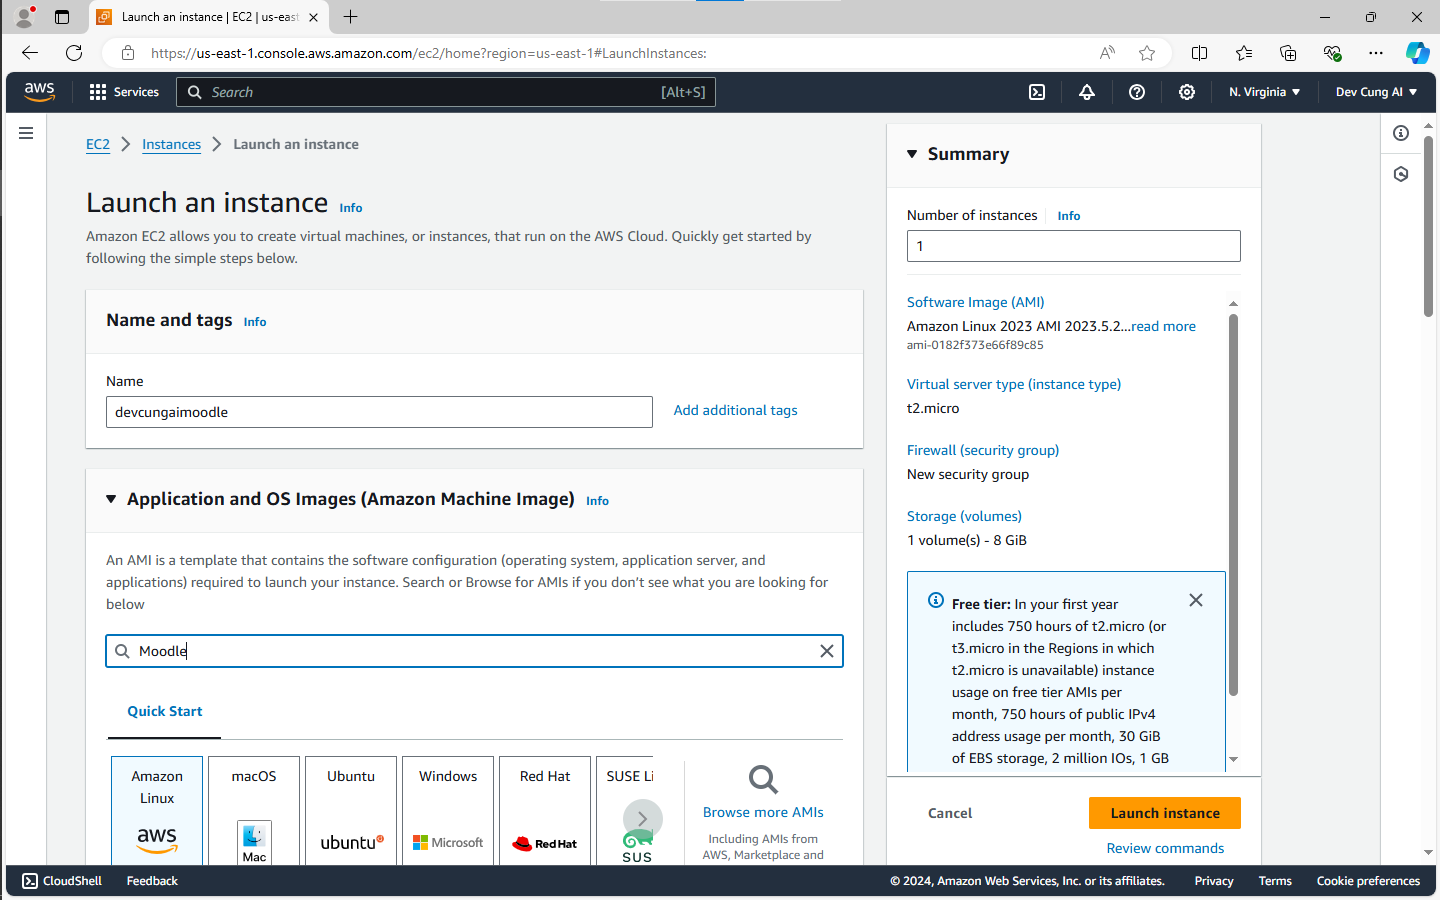 Launch an instance | EC2 | us-east
https://us-east-1.console.aws.amazon.com/ec2/home?region=us-east-1#LaunchInstances:
aws
Services
Search
[Alt+S]
N. Virginia
Dev Cung AI
EC2
Instances
Launch an instance
Launch an instance Info
Amazon EC2 allows you to create virtual machines, or instances, that run on the AWS Cloud. Quickly get started by
following the simple steps below.
Name and tags Info
Name
devcungaimoodle
Add additional tags
Application and OS Images (Amazon Machine Image) Info
An AMI is a template that contains the software configuration (operating system, application server, and
applications) required to launch your instance. Search or Browse for AMIs if you don’t see what you are looking for
below
Moodle
Quick Start
Amazon
Linux
aws
macOS
Mac
Ubuntu
ubuntu
Windows
Microsoft
Red Hat
Red Hat
SUSE Li
SUS
Browse more AMIs
Including AMIs from
AWS, Marketplace and
Summary
Number of instances Info
1
Software Image (AMI)
Amazon Linux 2023 AMI 2023.5.2...read more
ami-0182f373e66f89c85
Virtual server type (instance type)
t2.micro
Firewall (security group)
New security group
Storage (volumes)
1 volume(s) - 8 GiB
Free tier: In your first year
includes 750 hours of t2.micro (or
t3.micro in the Regions in which
t2.micro is unavailable) instance
usage on free tier AMIs per
month, 750 hours of public IPv4
address usage per month, 30 GiB
of EBS storage, 2 million IOs, 1 GB
Cancel
Launch instance
Review commands
CloudShell
Feedback
© 2024, Amazon Web Services, Inc. or its affiliates.
Privacy
Terms
Cookie preferences